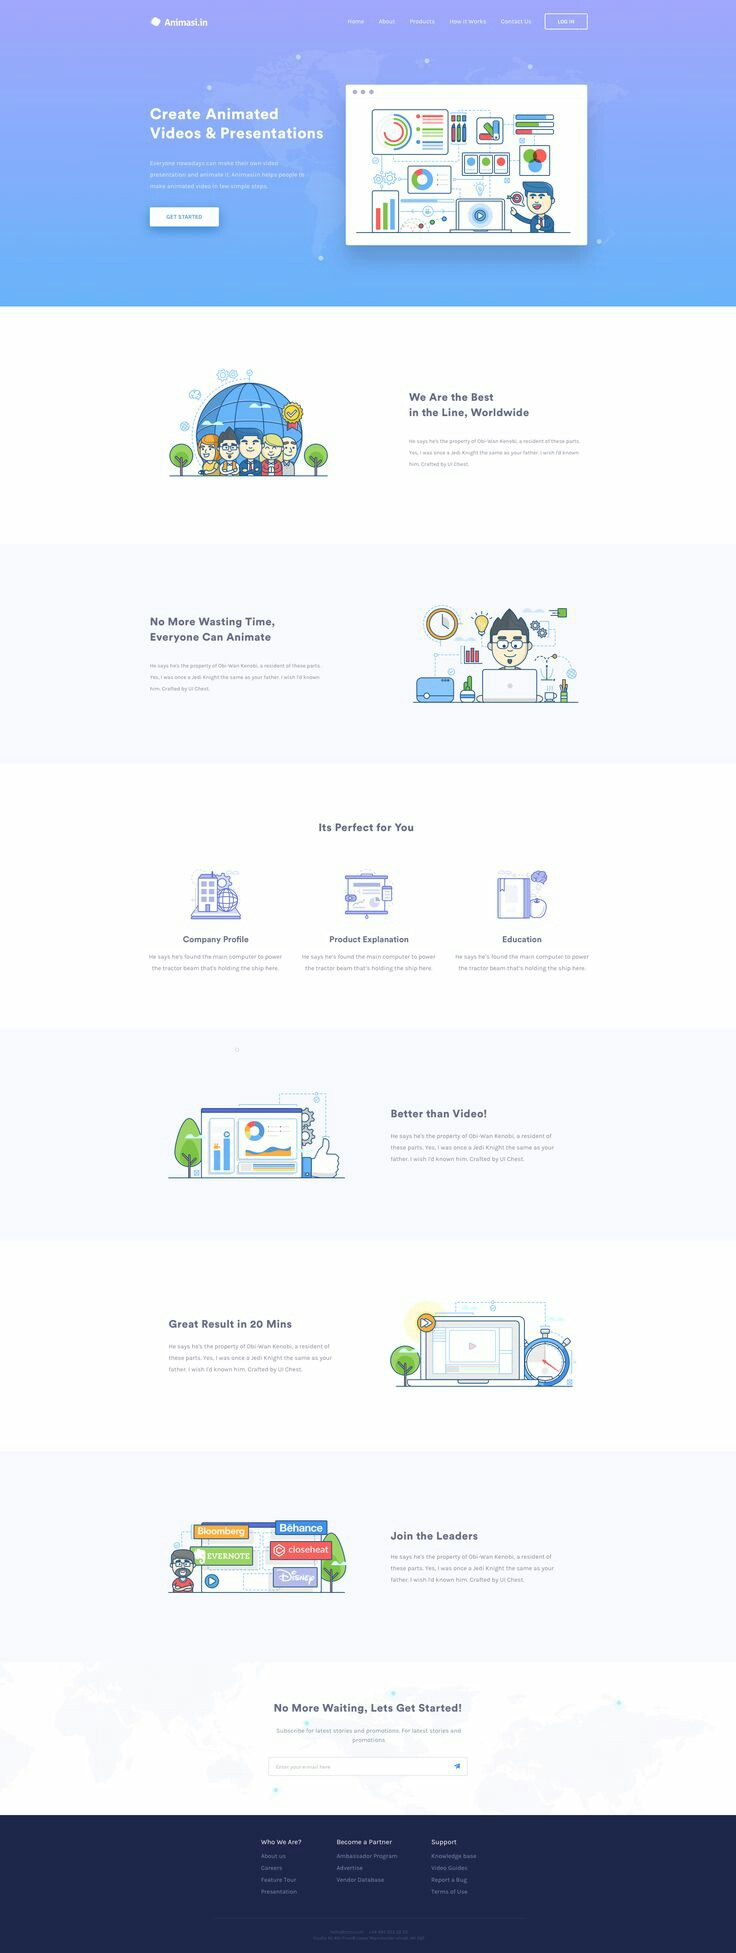 Animasi.in
Home About Products How it Works Contact Us LOG IN
Create Animated
Videos & Presentations
Everyone nowadays can make their own video
presentation and animate it. Animasi.in helps people to
make animated video in few simple steps.
GET STARTED
We Are the Best
in the Line, Worldwide
He says he's the property of Obi-Wan Kenobi, a resident of these parts.
Yes, I was once a Jedi Knight the same as your father. I wish I'd known
him. Crafted by UI Chest.
No More Wasting Time,
Everyone Can Animate
He says he's the property of Obi-Wan Kenobi, a resident of these parts.
Yes, I was once a Jedi Knight the same as your father. I wish I'd known
him. Crafted by UI Chest.
Its Perfect for You
Company Profile
He says he's found the main computer to power
the tractor beam that's holding the ship here.
Product Explanation
He says he's found the main computer to power
the tractor beam that's holding the ship here.
Education
He says he's found the main computer to power
the tractor beam that's holding the ship here.
Better than Video!
He says he's the property of Obi-Wan Kenobi, a resident of
these parts. Yes, I was once a Jedi Knight the same as your
father. I wish I'd known him. Crafted by UI Chest.
Great Result in 20 Mins
He says he's the property of Obi-Wan Kenobi, a resident of
these parts. Yes, I was once a Jedi Knight the same as your
father. I wish I'd known him. Crafted by UI Chest.
Bloomberg
Bēhance
EVERNOTE
closeheat
Disney
Join the Leaders
He says he's the property of Obi-Wan Kenobi, a resident of
these parts. Yes, I was once a Jedi Knight the same as your
father. I wish I'd known him. Crafted by UI Chest.
No More Waiting, Lets Get Started!
Subscribe for latest stories and promotions. For latest stories and
promotions
Enter your e-mail here
Who We Are?
About us
Careers
Feature Tour
Presentation
Become a Partner
Ambassador Program
Advertise
Vendor Database
Support
Knowledge base
Video Guides
Report a Bug
Terms of Use